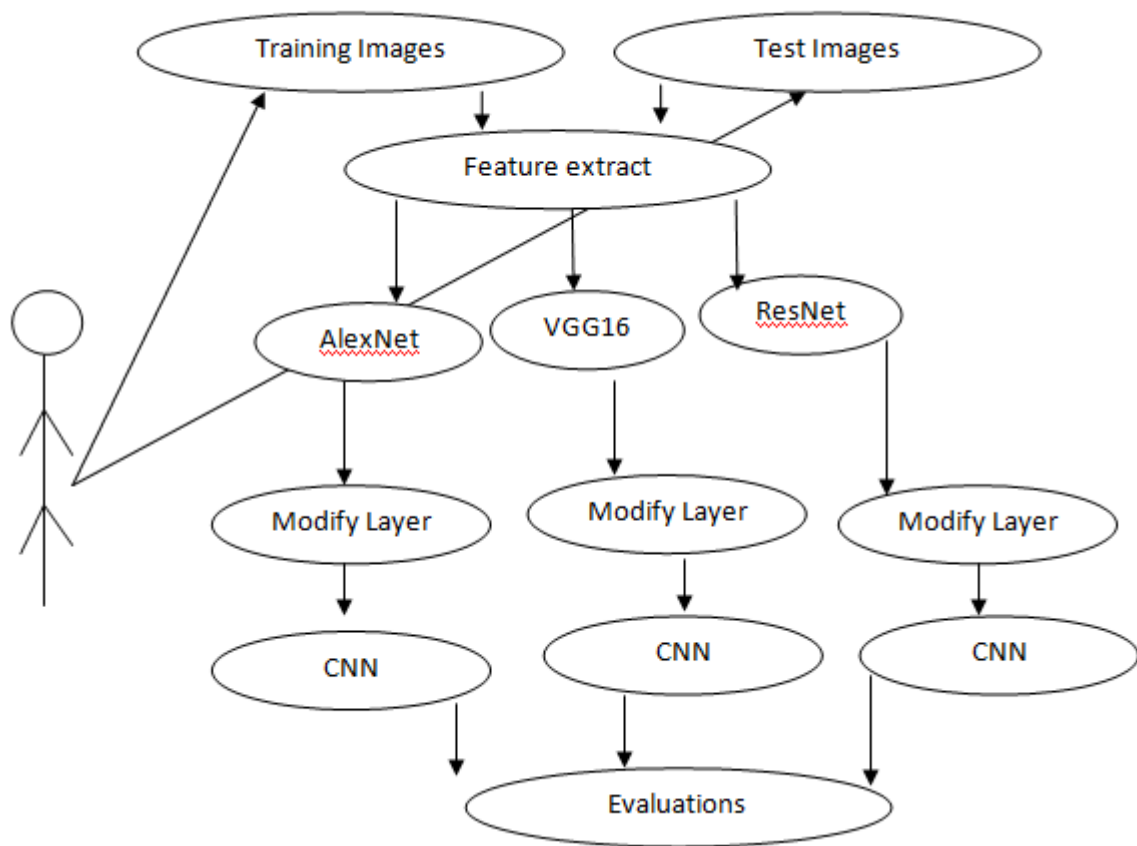 Training Images
Test Images
Feature extract
AlexNet
VGG16
ResNet
Modify Layer
Modify Layer
Modify Layer
CNN
CNN
CNN
Evaluations